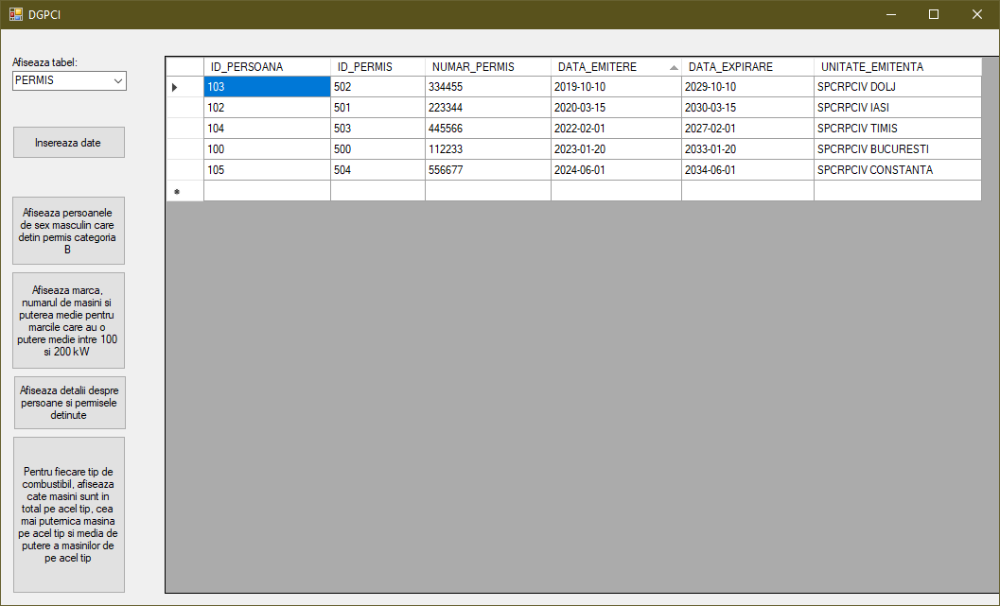 DGPCI
Afiseaza tabel:
PERMIS
Insereaza date
Afiseaza persoanele
de sex masculin care
detin permis categoria
B
Afiseaza marca,
numarul de masini si
puterea medie pentru
marcile care au o
putere medie intre 100
si 200 kW
Afiseaza detalii despre
persoane si permisele
detinute
Pentru fiecare tip de
combustibil, afiseaza
cate masini sunt in
total pe acel tip, cea
mai puternica masina
pe acel tip si media de
putere a masinilor de
pe acel tip
ID_PERSOANA ID_PERMIS NUMAR_PERMIS DATA_EMITERE DATA_EXPIRARE UNITATE_EMITENTA
103 502 334455 2019-10-10 2029-10-10 SPCRPCIV DOLJ
102 501 223344 2020-03-15 2030-03-15 SPCRPCIV IASI
104 503 445566 2022-02-01 2027-02-01 SPCRPCIV TIMIS
100 500 112233 2023-01-20 2033-01-20 SPCRPCIV BUCURESTI
105 504 556677 2024-06-01 2034-06-01 SPCRPCIV CONSTANTA